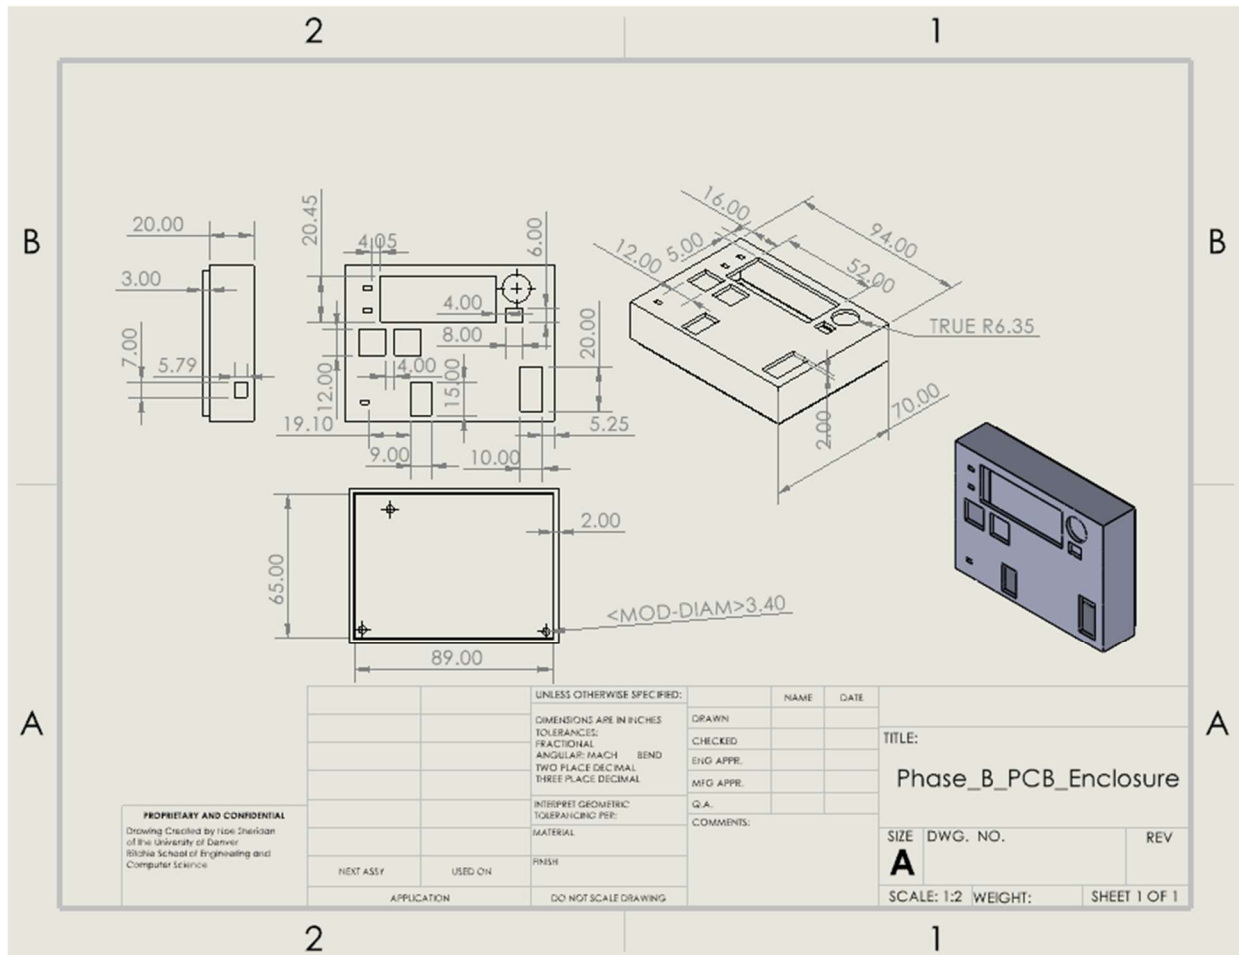 2
1
B
B
20.00
3.00
7.00
5.79
20.45
4.05
6.00
4.00
8.00
20.00
12.00
4.00
15.00
19.10
5.25
9.00
10.00
16.00
94.00
5.00
12.00
52.00
TRUE R6.35
2.00
70.00
65.00
2.00
<MOD-DIAM>3.40
89.00
A
A
UNLESS OTHERWISE SPECIFIED:
DIMENSIONS ARE IN INCHES
TOLERANCES:
FRACTIONAL
ANGULAR: MACH BEND
TWO PLACE DECIMAL
THREE PLACE DECIMAL
INTERPRET GEOMETRIC
TOLERANCING PER:
MATERIAL
FINISH
DO NOT SCALE DRAWING
NAME DATE
DRAWN
CHECKED
ENG APPR.
MFG APPR.
Q.A.
COMMENTS:
TITLE:
Phase_B_PCB_Enclosure
SIZE DWG. NO. REV
A
SCALE: 1:2 WEIGHT: SHEET 1 OF 1
PROPRIETARY AND CONFIDENTIAL
Drawing Created by Sheridan
of the University of Denver
Ritchie School of Engineering and
Computer Science
NEXT ASSY USED ON
APPLICATION
2
1